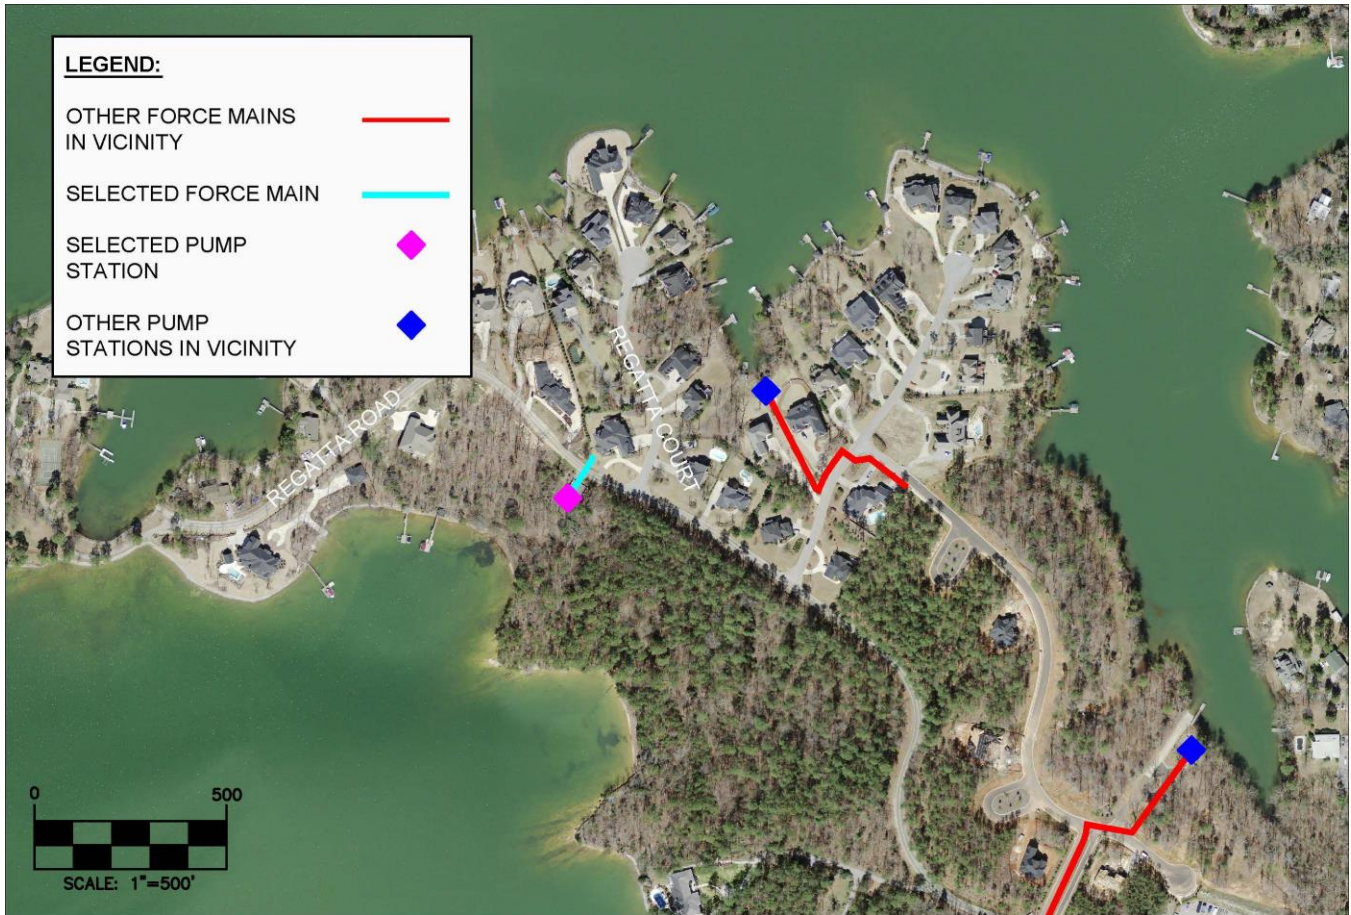 LEGEND:
OTHER FORCE MAINS
IN VICINITY
SELECTED FORCE MAIN
SELECTED PUMP
STATION
OTHER PUMP
STATIONS IN VICINITY
REGATTA COURT
REGATTA ROAD
0 500
SCALE: 1"=500'